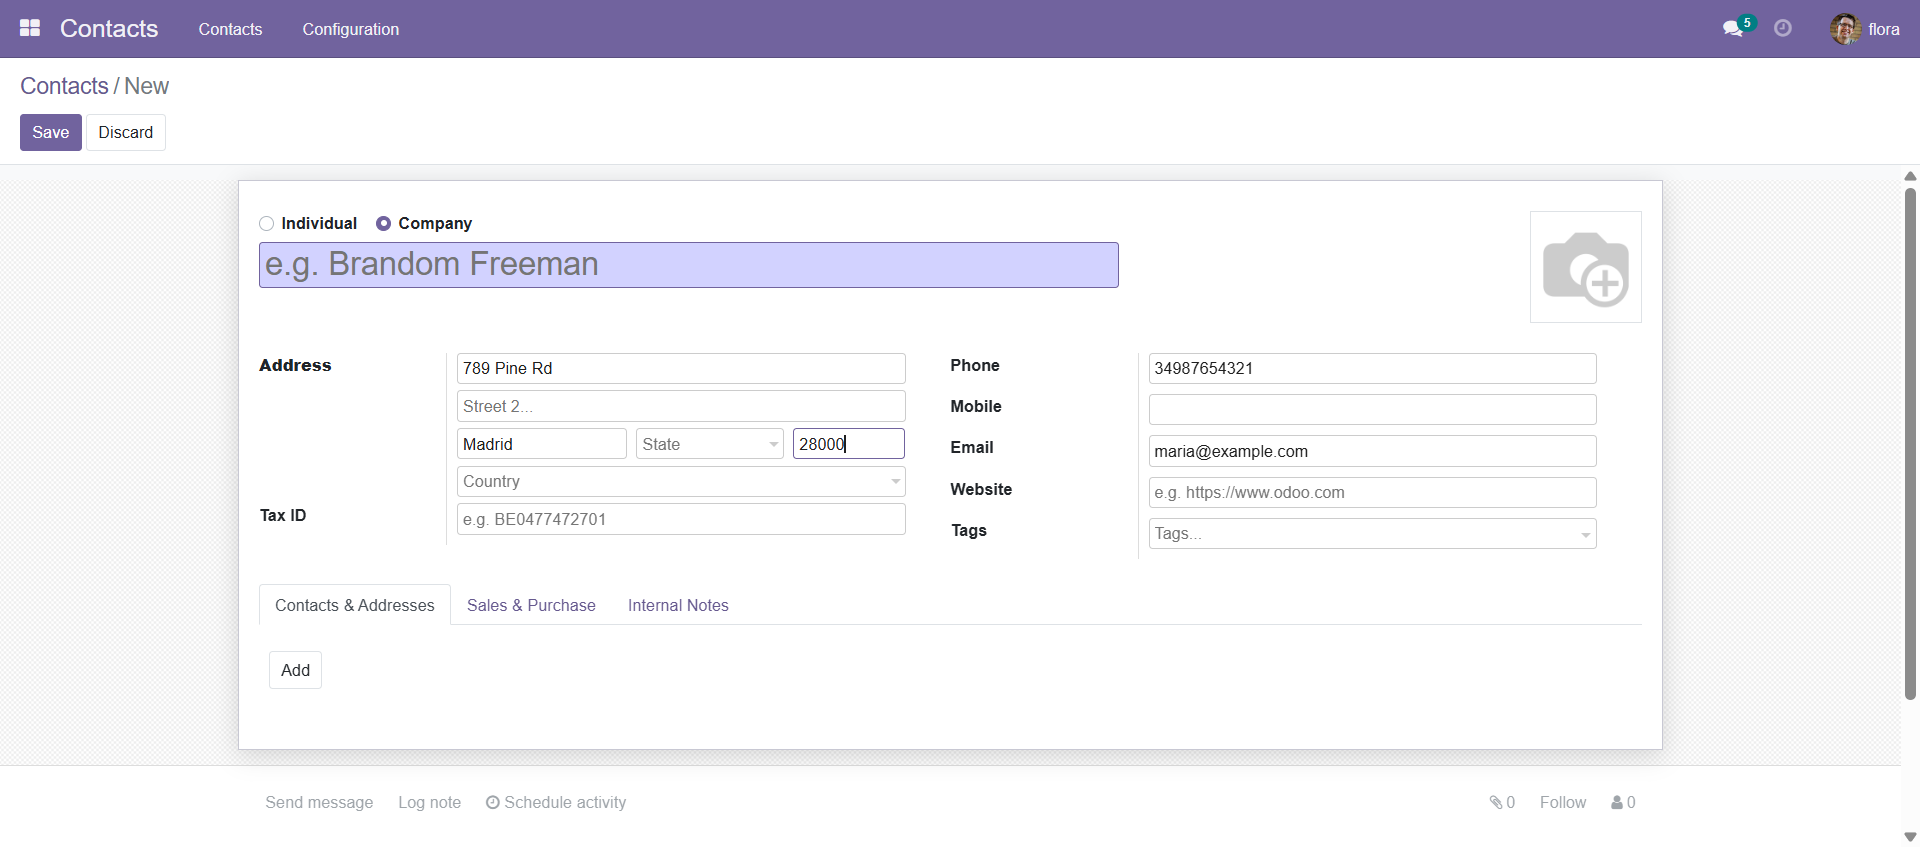 Contacts Contacts Configuration 5 flora
Contacts / New
Save Discard
Individual Company
e.g. Brandom Freeman
Address 789 Pine Rd Phone 34987654321
Street 2... Mobile
Madrid State 28000 Email maria@example.com
Country Website e.g. https://www.odoo.com
Tax ID e.g. BE0477472701 Tags Tags...
Contacts & Addresses Sales & Purchase Internal Notes
Add
Send message Log note Schedule activity 0 Follow 0